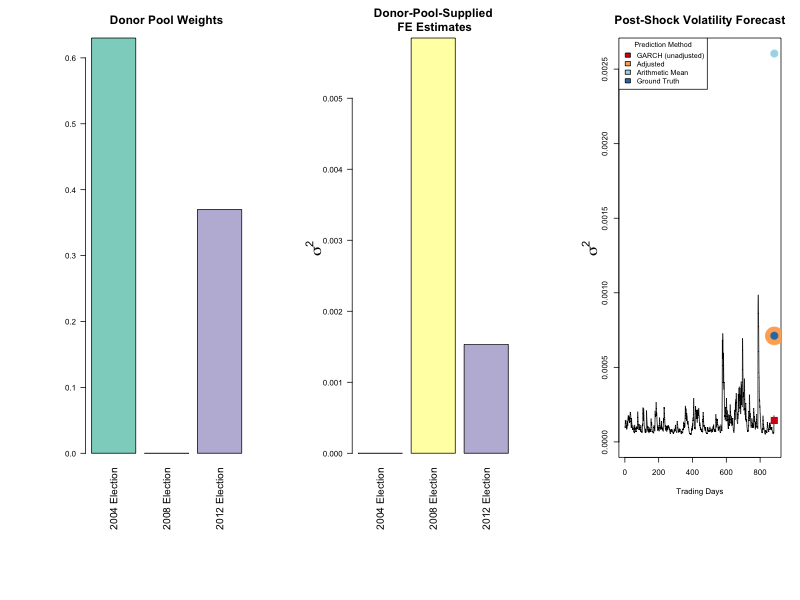 Donor Pool Weights
0.6
0.5
0.4
0.3
0.2
0.1
0.0
2004 Election
2008 Election
2012 Election
Donor-Pool-Supplied
FE Estimates
σ²
0.005
0.004
0.003
0.002
0.001
0.000
2004 Election
2008 Election
2012 Election
Post-Shock Volatility Forecast
Prediction Method
GARCH (unadjusted)
Adjusted
Arithmetic Mean
Ground Truth
σ²
0.0025
0.0020
0.0015
0.0010
0.0005
0.0000
0 200 400 600 800
Trading Days